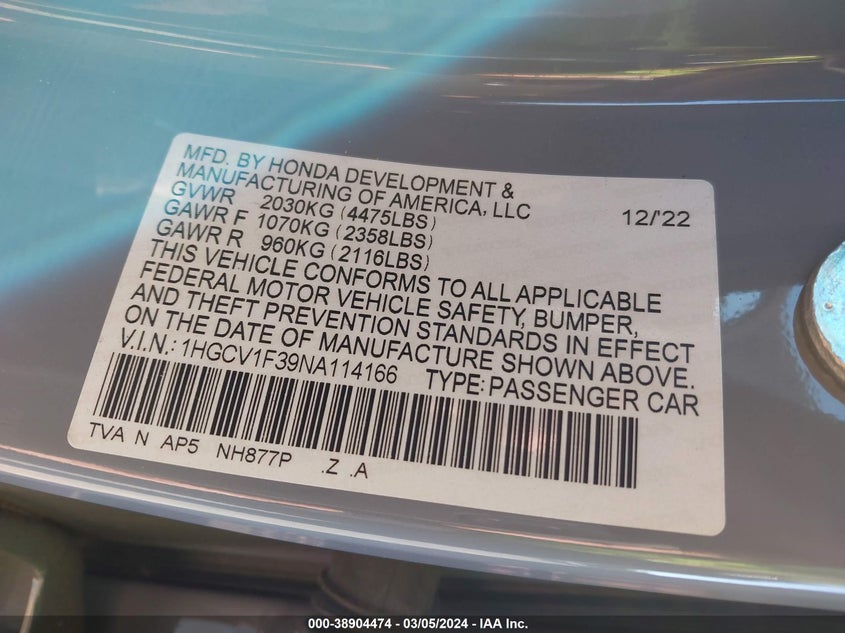 MFD. BY HONDA DEVELOPMENT &
MANUFACTURING OF AMERICA, LLC 12/'22
GVWR 2030KG (4475LBS)
GAWR F 1070KG (2358LBS)
GAWR R 960KG (2116LBS)
THIS VEHICLE CONFORMS TO ALL APPLICABLE
FEDERAL MOTOR VEHICLE SAFETY, BUMPER,
AND THEFT PREVENTION STANDARDS IN EFFECT
ON THE DATE OF MANUFACTURE SHOWN ABOVE.
V.I.N.: 1HGCV1F39NA114166 TYPE: PASSENGER CAR
TVA N AP5 NH877P .Z .A
000-38904474 — 03/05/2024 — IAA Inc.